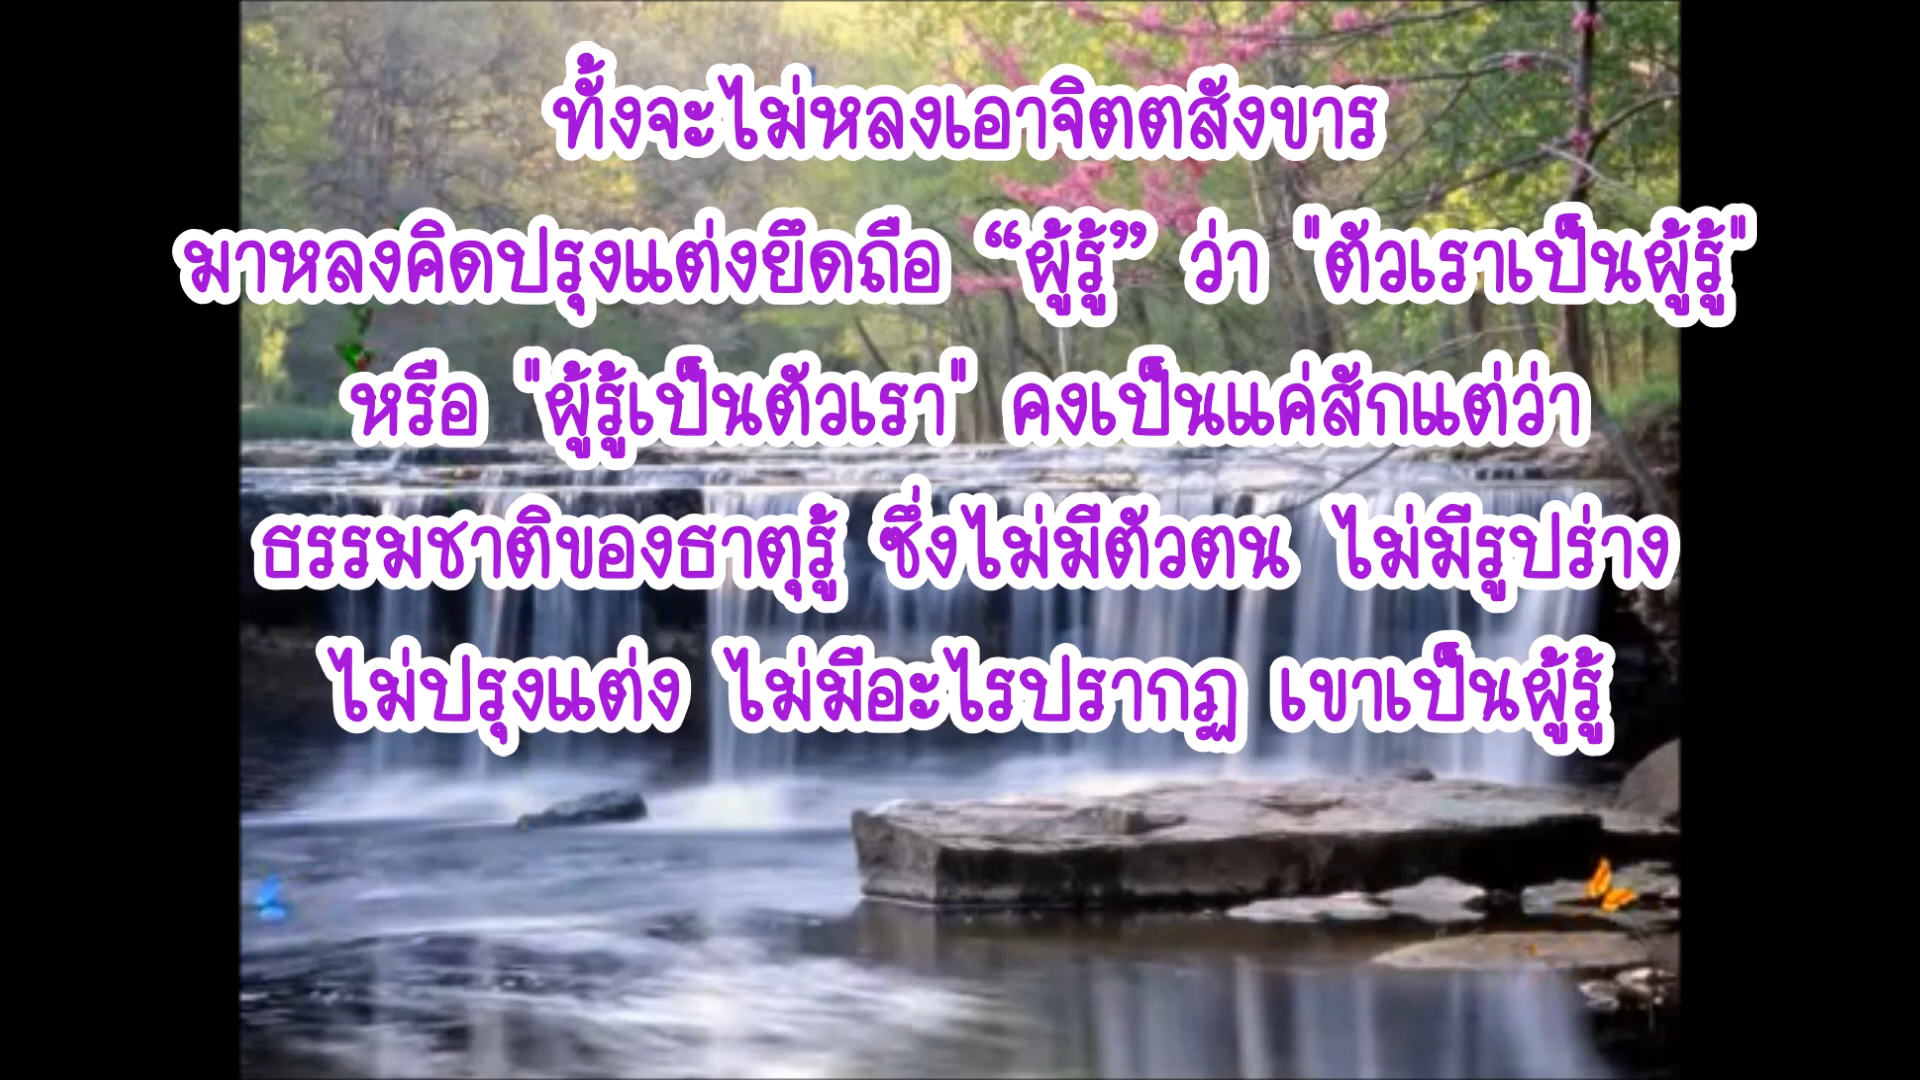 ทั้งจะไม่หลงเอาจิตตสังขาร
มาหลงคิดปรุงแต่งยึดถือ “ผู้รู้” ว่า "ตัวเราเป็นผู้รู้"
หรือ "ผู้รู้เป็นตัวเรา" คงเป็นแค่สักแต่ว่า
ธรรมชาติของธาตุรู้ ซึ่งไม่มีตัวตน ไม่มีรูปร่าง
ไม่ปรุงแต่ง ไม่มีอะไรปรากฏ เขาเป็นผู้รู้